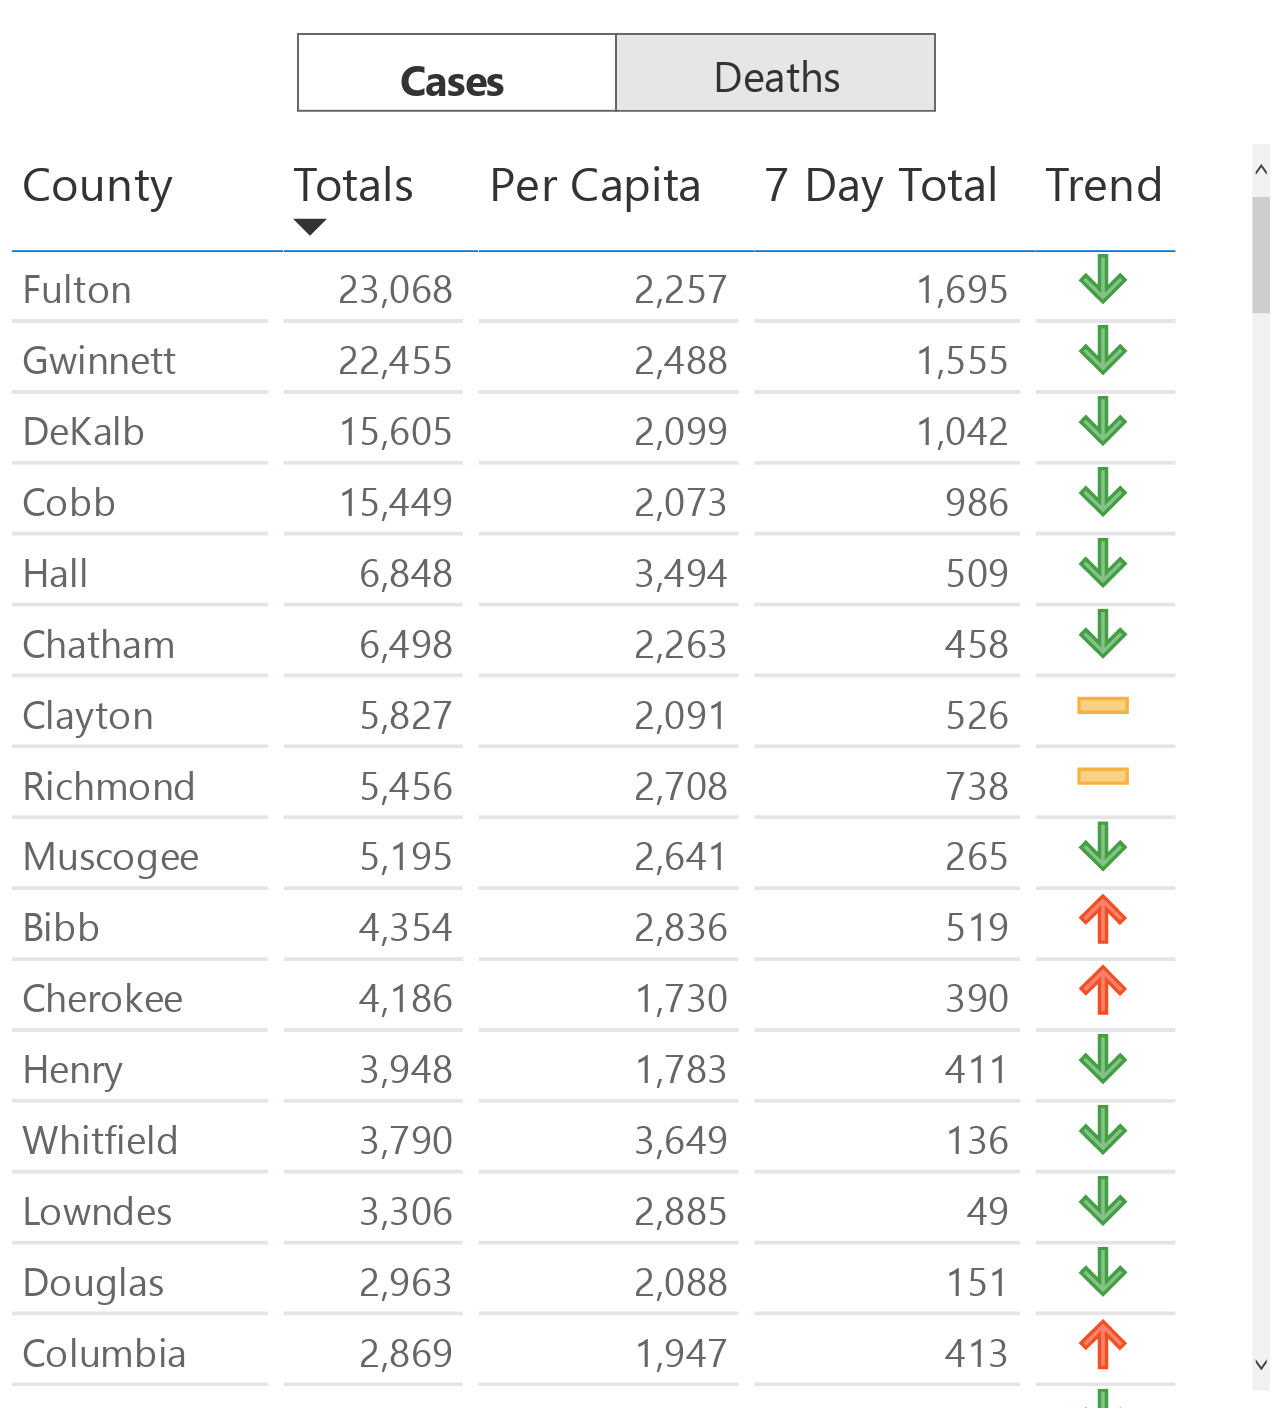 Cases Deaths
County Totals Per Capita 7 Day Total Trend
Fulton 23,068 2,257 1,695
Gwinnett 22,455 2,488 1,555
DeKalb 15,605 2,099 1,042
Cobb 15,449 2,073 986
Hall 6,848 3,494 509
Chatham 6,498 2,263 458
Clayton 5,827 2,091 526
Richmond 5,456 2,708 738
Muscogee 5,195 2,641 265
Bibb 4,354 2,836 519
Cherokee 4,186 1,730 390
Henry 3,948 1,783 411
Whitfield 3,790 3,649 136
Lowndes 3,306 2,885 49
Douglas 2,963 2,088 151
Columbia 2,869 1,947 413